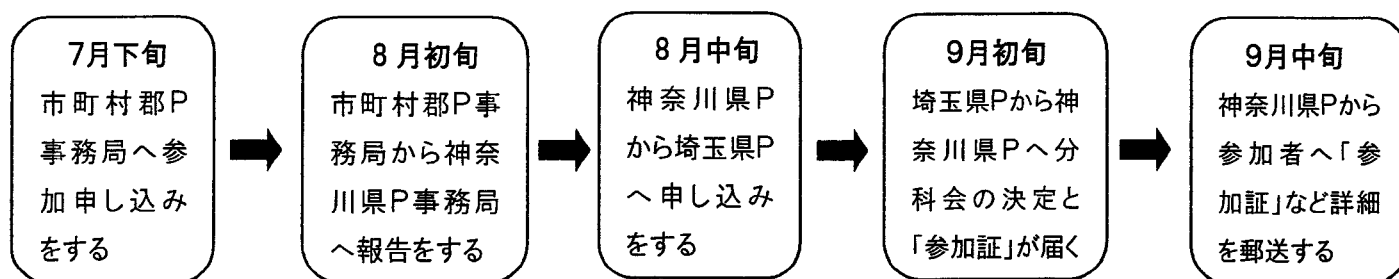 7月下旬
市町村郡P
事務局へ参
加申し込み
をする
8月初旬
市町村郡P事
務局から神奈
川県P事務局
へ報告をする
8月中旬
神奈川県P
から埼玉県P
へ申し込み
をする
9月初旬
埼玉県Pから神
奈川県Pへ分
科会の決定と
「参加証」が届く
9月中旬
神奈川県Pから
参加者へ「参
加証」など詳細
を郵送する